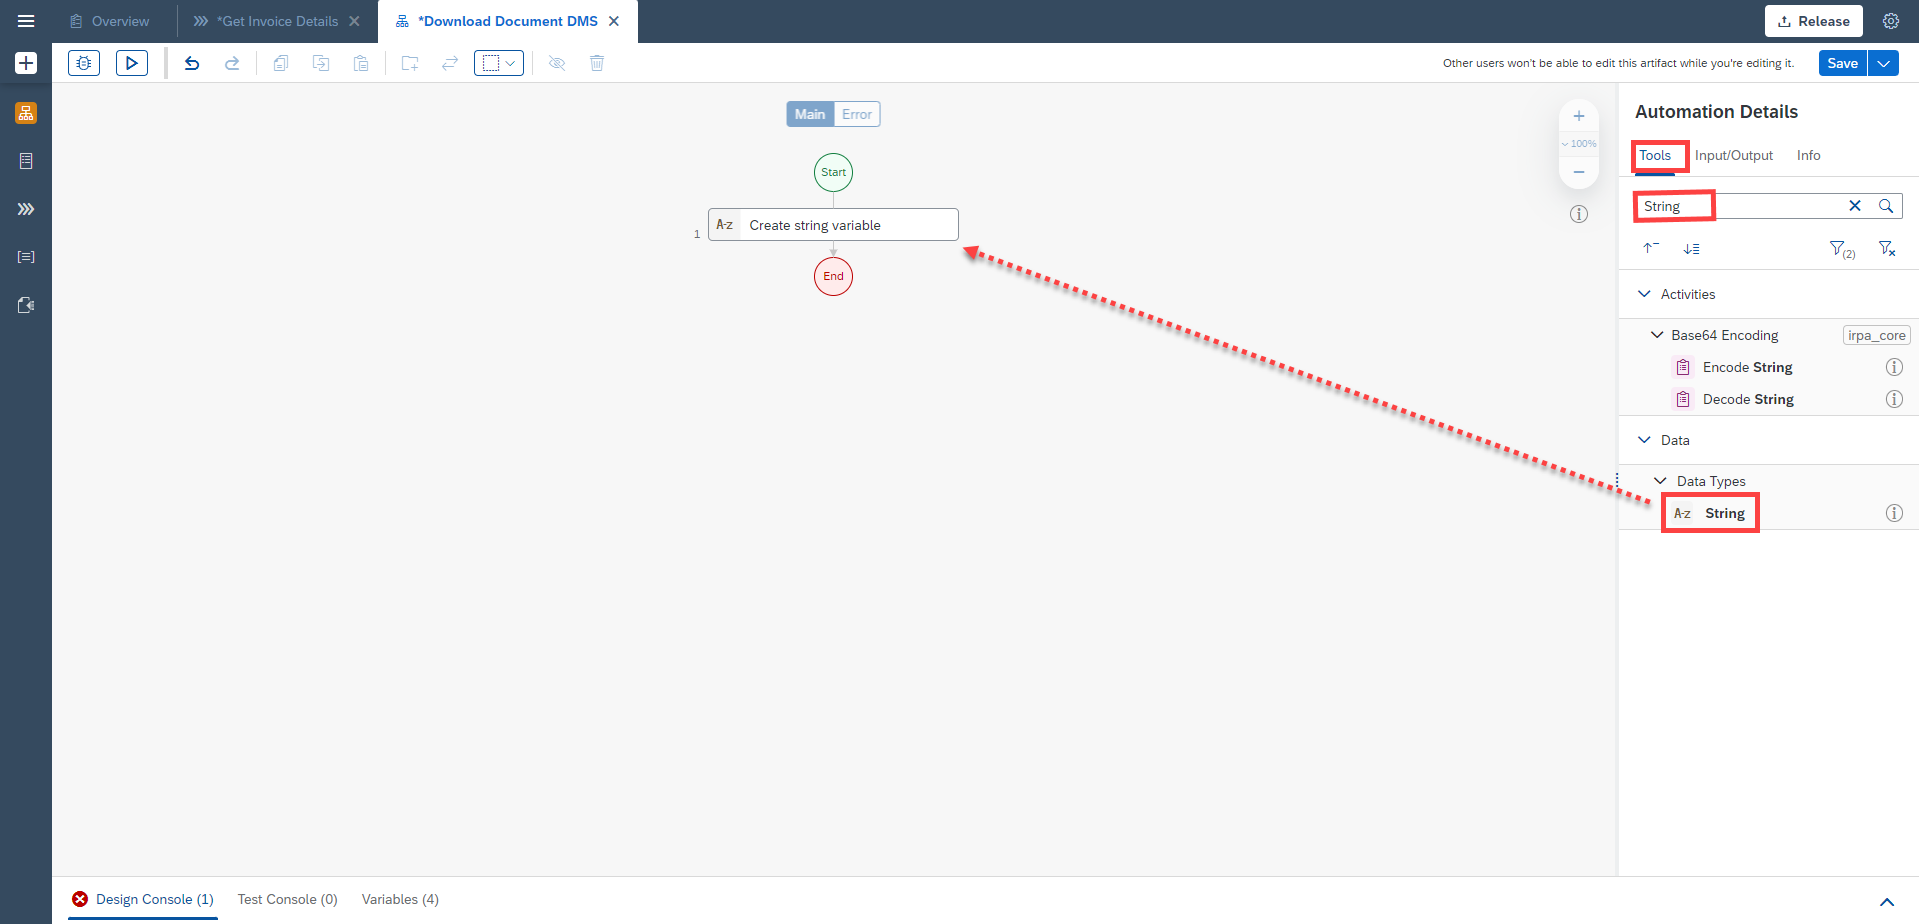 Overview
*Get Invoice Details
*Download Document DMS
Release
Other users won't be able to edit this artifact while you're editing it.
Save
Main
Error
100%
Start
1
A-z Create string variable
End
Automation Details
Tools
Input/Output
Info
String
(2)
Activities
Base64 Encoding
irpa_core
Encode String
Decode String
Data
Data Types
A-z String
Design Console (1)
Test Console (0)
Variables (4)